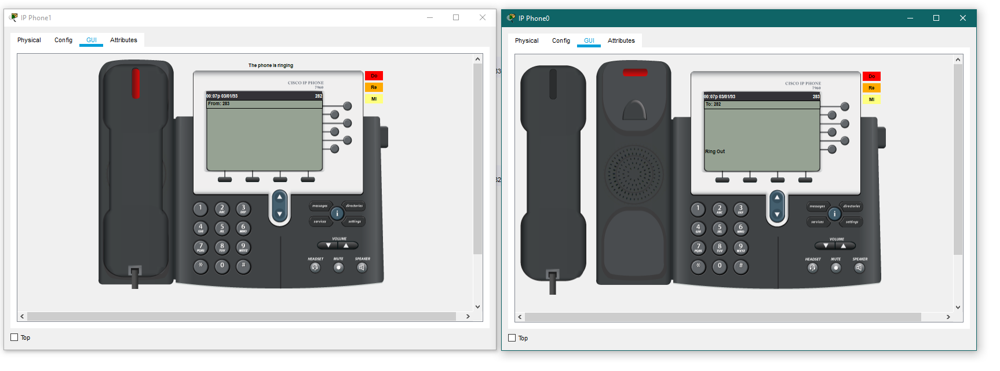 IP Phone1
Physical Config GUI Attributes
The phone is ringing
Do
Re
MI
CISCO IP PHONE
7960
00:07p 03/01/93 282
From: 283
1 2 ABC 3 DEF
4 GHI 5 JKL 6 MNO
7 PQRS 8 TUV 9 WXYZ
* 0 #
messages directories
i
services settings
VOLUME
HEADSET MUTE SPEAKER
Top
33
32
IP Phone0
Physical Config GUI Attributes
Do
Re
MI
CISCO IP PHONE
7960
00:07p 03/01/93 283
To: 282
Ring Out
1 2 ABC 3 DEF
4 GHI 5 JKL 6 MNO
7 PQRS 8 TUV 9 WXYZ
* 0 #
messages directories
i
services settings
VOLUME
HEADSET MUTE SPEAKER
Top